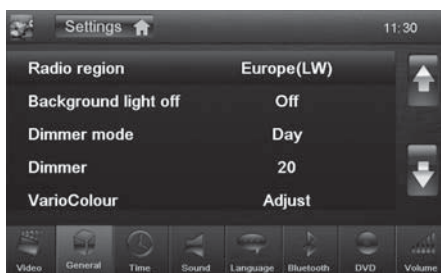 Settings 11:30
Radio region Europe(LW)
Background light off Off
Dimmer mode Day
Dimmer 20
VarioColour Adjust
Video General Time Sound Language Bluetooth DVD Volume